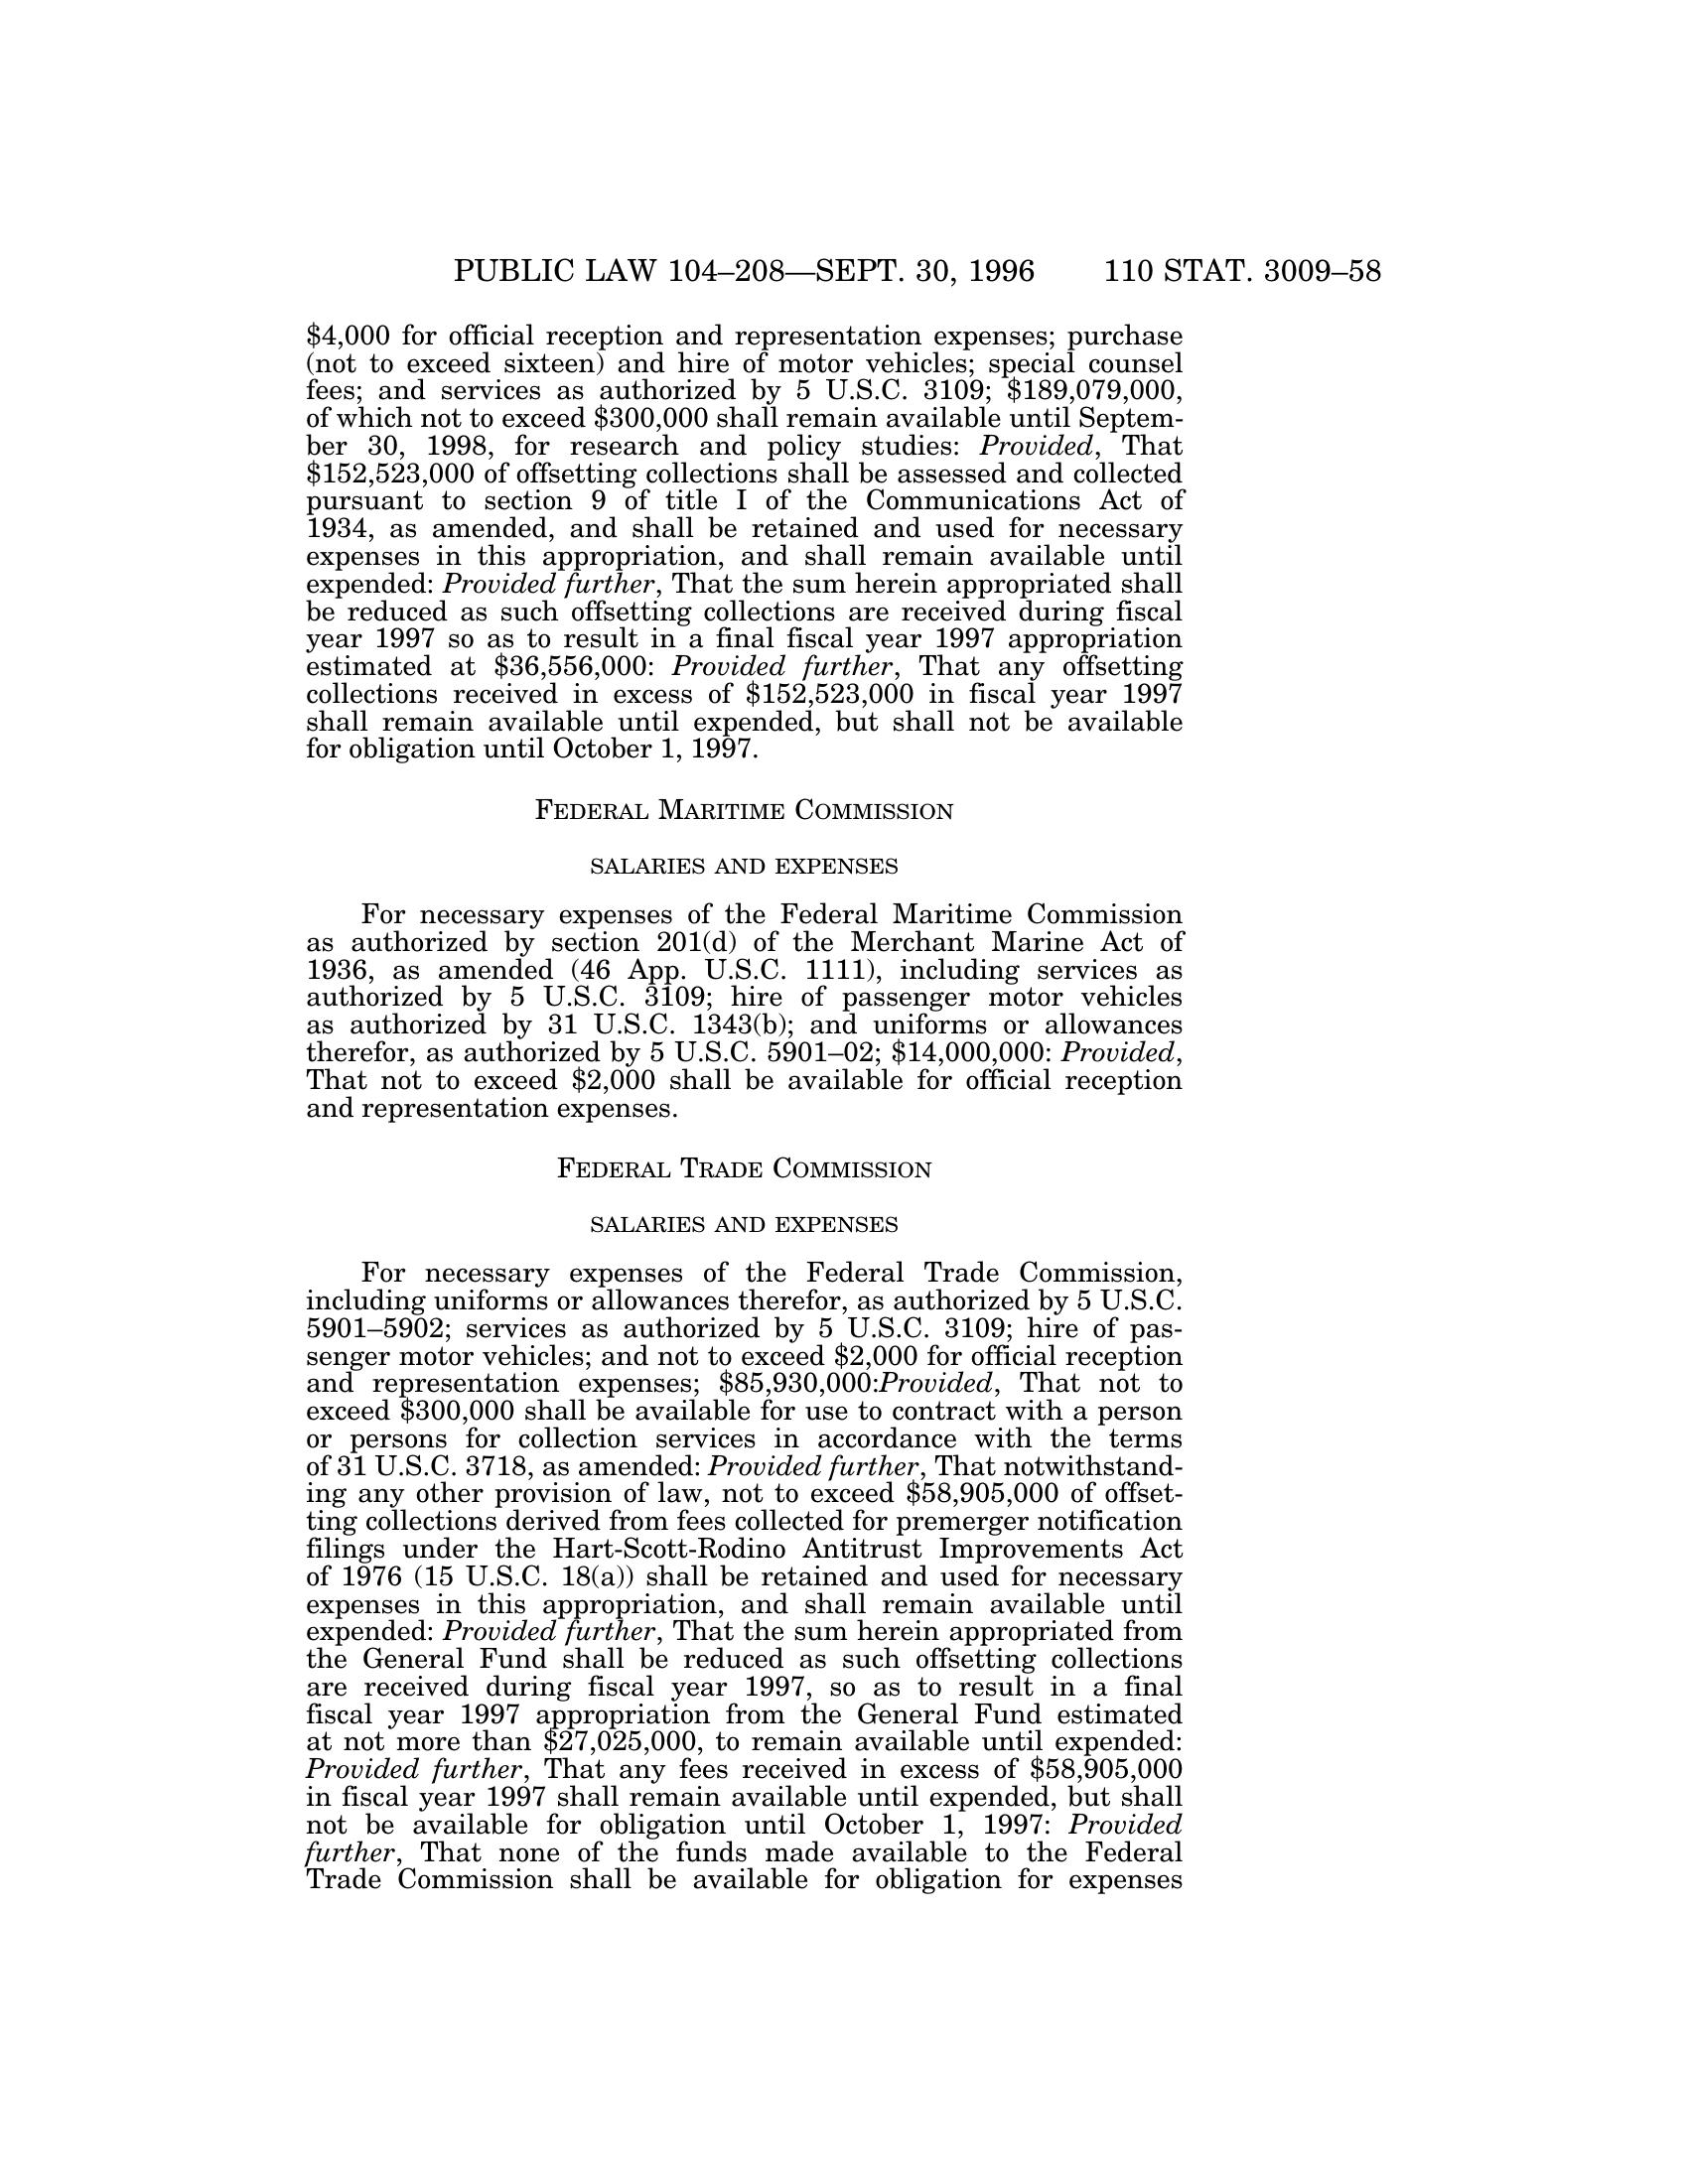 PUBLIC LAW 104–208—SEPT. 30, 1996 110 STAT. 3009–58
$4,000 for official reception and representation expenses; purchase
(not to exceed sixteen) and hire of motor vehicles; special counsel
fees; and services as authorized by 5 U.S.C. 3109; $189,079,000,
of which not to exceed $300,000 shall remain available until Septem-
ber 30, 1998, for research and policy studies: Provided, That
$152,523,000 of offsetting collections shall be assessed and collected
pursuant to section 9 of title I of the Communications Act of
1934, as amended, and shall be retained and used for necessary
expenses in this appropriation, and shall remain available until
expended: Provided further, That the sum herein appropriated shall
be reduced as such offsetting collections are received during fiscal
year 1997 so as to result in a final fiscal year 1997 appropriation
estimated at $36,556,000: Provided further, That any offsetting
collections received in excess of $152,523,000 in fiscal year 1997
shall remain available until expended, but shall not be available
for obligation until October 1, 1997.
FEDERAL MARITIME COMMISSION
SALARIES AND EXPENSES
For necessary expenses of the Federal Maritime Commission
as authorized by section 201(d) of the Merchant Marine Act of
1936, as amended (46 App. U.S.C. 1111), including services as
authorized by 5 U.S.C. 3109; hire of passenger motor vehicles
as authorized by 31 U.S.C. 1343(b); and uniforms or allowances
therefor, as authorized by 5 U.S.C. 5901–02; $14,000,000: Provided,
That not to exceed $2,000 shall be available for official reception
and representation expenses.
FEDERAL TRADE COMMISSION
SALARIES AND EXPENSES
For necessary expenses of the Federal Trade Commission,
including uniforms or allowances therefor, as authorized by 5 U.S.C.
5901–5902; services as authorized by 5 U.S.C. 3109; hire of pas-
senger motor vehicles; and not to exceed $2,000 for official reception
and representation expenses; $85,930,000:Provided, That not to
exceed $300,000 shall be available for use to contract with a person
or persons for collection services in accordance with the terms
of 31 U.S.C. 3718, as amended: Provided further, That notwithstand-
ing any other provision of law, not to exceed $58,905,000 of offset-
ting collections derived from fees collected for premerger notification
filings under the Hart-Scott-Rodino Antitrust Improvements Act
of 1976 (15 U.S.C. 18(a)) shall be retained and used for necessary
expenses in this appropriation, and shall remain available until
expended: Provided further, That the sum herein appropriated from
the General Fund shall be reduced as such offsetting collections
are received during fiscal year 1997, so as to result in a final
fiscal year 1997 appropriation from the General Fund estimated
at not more than $27,025,000, to remain available until expended:
Provided further, That any fees received in excess of $58,905,000
in fiscal year 1997 shall remain available until expended, but shall
not be available for obligation until October 1, 1997: Provided
further, That none of the funds made available to the Federal
Trade Commission shall be available for obligation for expenses